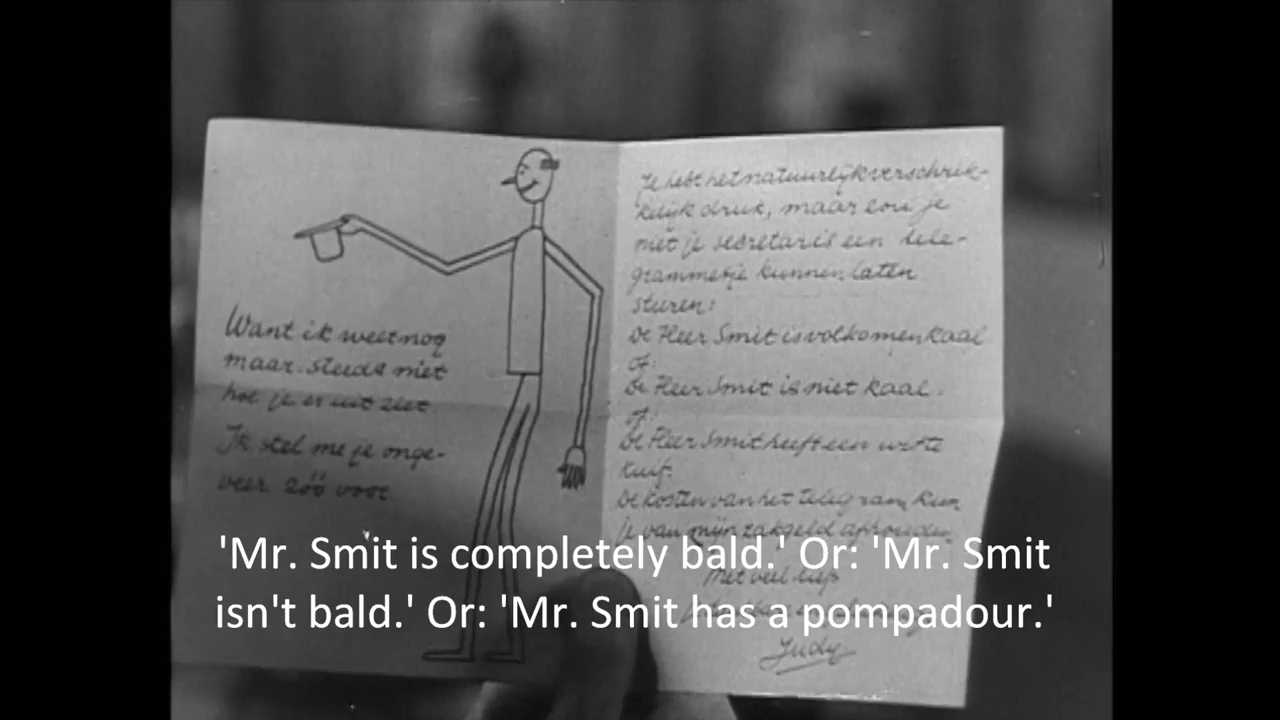 Want ik weet nog
maar steeds niet
hoe je er uit ziet
Ik stel me je onge-
veer zóó voor
Je hebt het natuurlijk verschrik-
kelijk druk, maar zou je
met je secretaris een tele-
grammetje kunnen laten
sturen:
De Heer Smit is volkomen kaal
Of:
De Heer Smit is niet kaal.
Of:
De Heer Smit heeft een witte
kuif.
De kosten van het telegram kun
je van mijn zakgeld afhouden
Met veel liefs
Judy
'Mr. Smit is completely bald.' Or: 'Mr. Smit
isn't bald.' Or: 'Mr. Smit has a pompadour.'